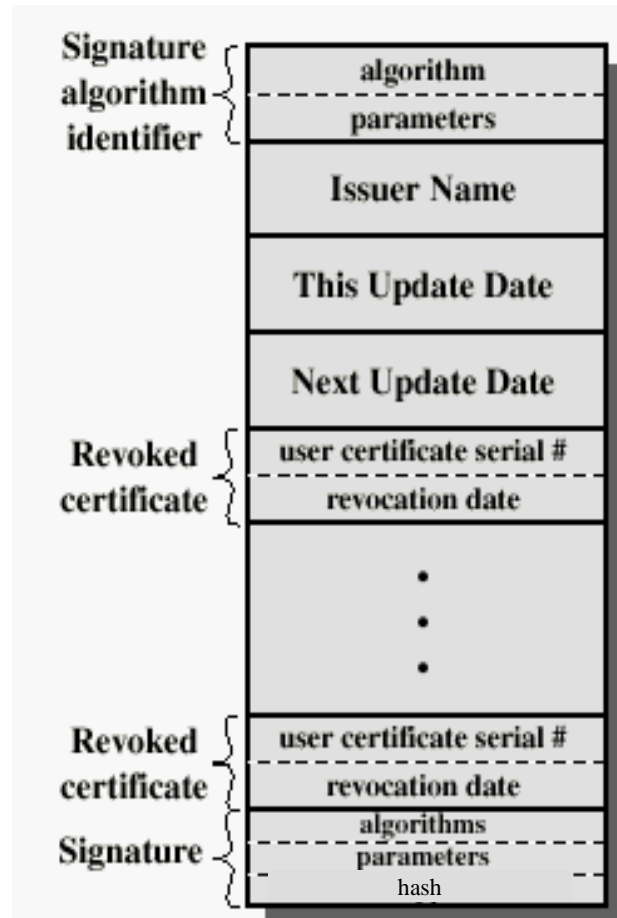 Signature
algorithm
identifier
algorithm
parameters
Issuer Name
This Update Date
Next Update Date
Revoked
certificate
user certificate serial #
revocation date
Revoked
certificate
user certificate serial #
revocation date
Signature
algorithms
parameters
hash